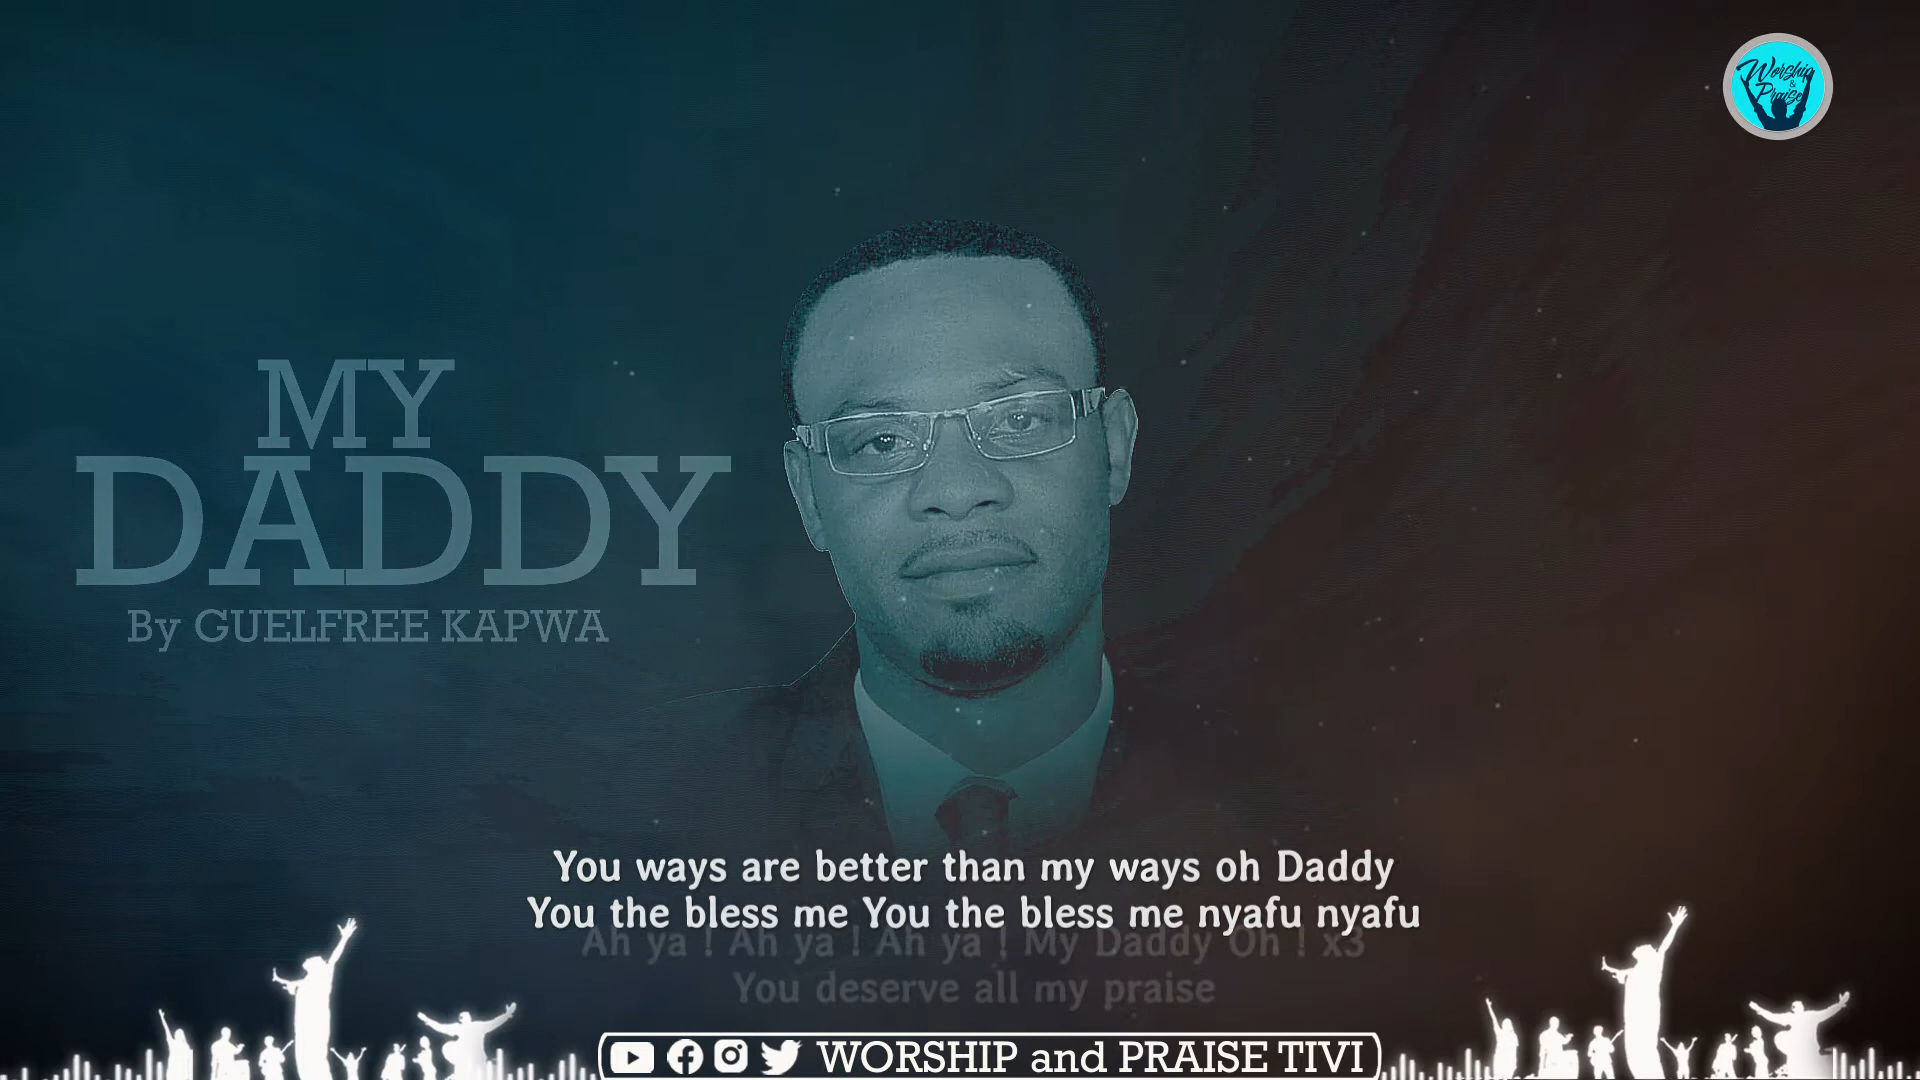 Worship
&
Praise
MY
DADDY
By GUELFREE KAPWA
You ways are better than my ways oh Daddy
You the bless me You the bless me nyafu nyafu
Ah ya ! Ah ya ! Ah ya ! My Daddy Oh ! x3
You deserve all my praise
WORSHIP and PRAISE TIVI